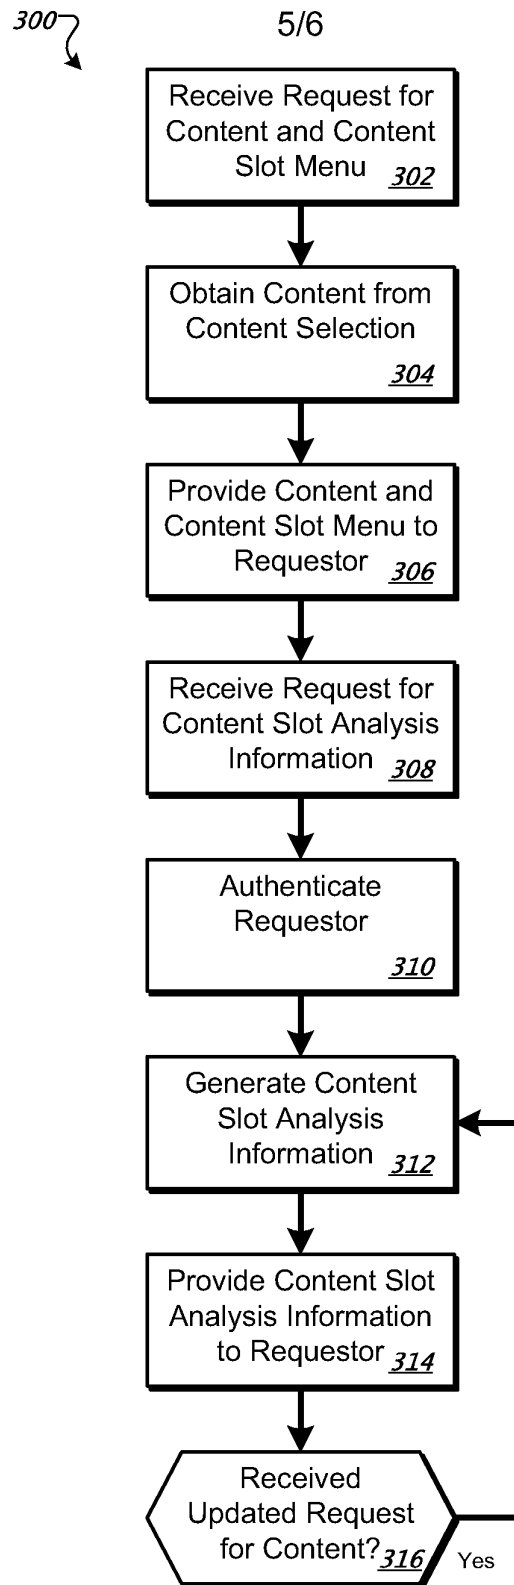 300
5/6
Receive Request for
Content and Content
Slot Menu 302
Obtain Content from
Content Selection
304
Provide Content and
Content Slot Menu to
Requestor 306
Receive Request for
Content Slot Analysis
Information 308
Authenticate
Requestor
310
Generate Content
Slot Analysis
Information 312
Provide Content Slot
Analysis Information
to Requestor 314
Received
Updated Request
for Content? 316
Yes